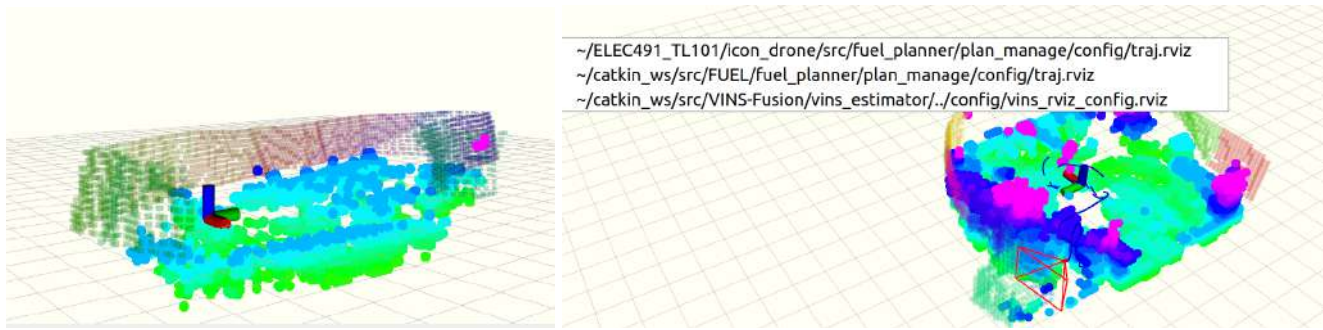 ~/ELEC491_TL101/icon_drone/src/fuel_planner/plan_manage/config/traj.rviz
~/catkin_ws/src/FUEL/fuel_planner/plan_manage/config/traj.rviz
~/catkin_ws/src/VINS-Fusion/vins_estimator/../config/vins_rviz_config.rviz